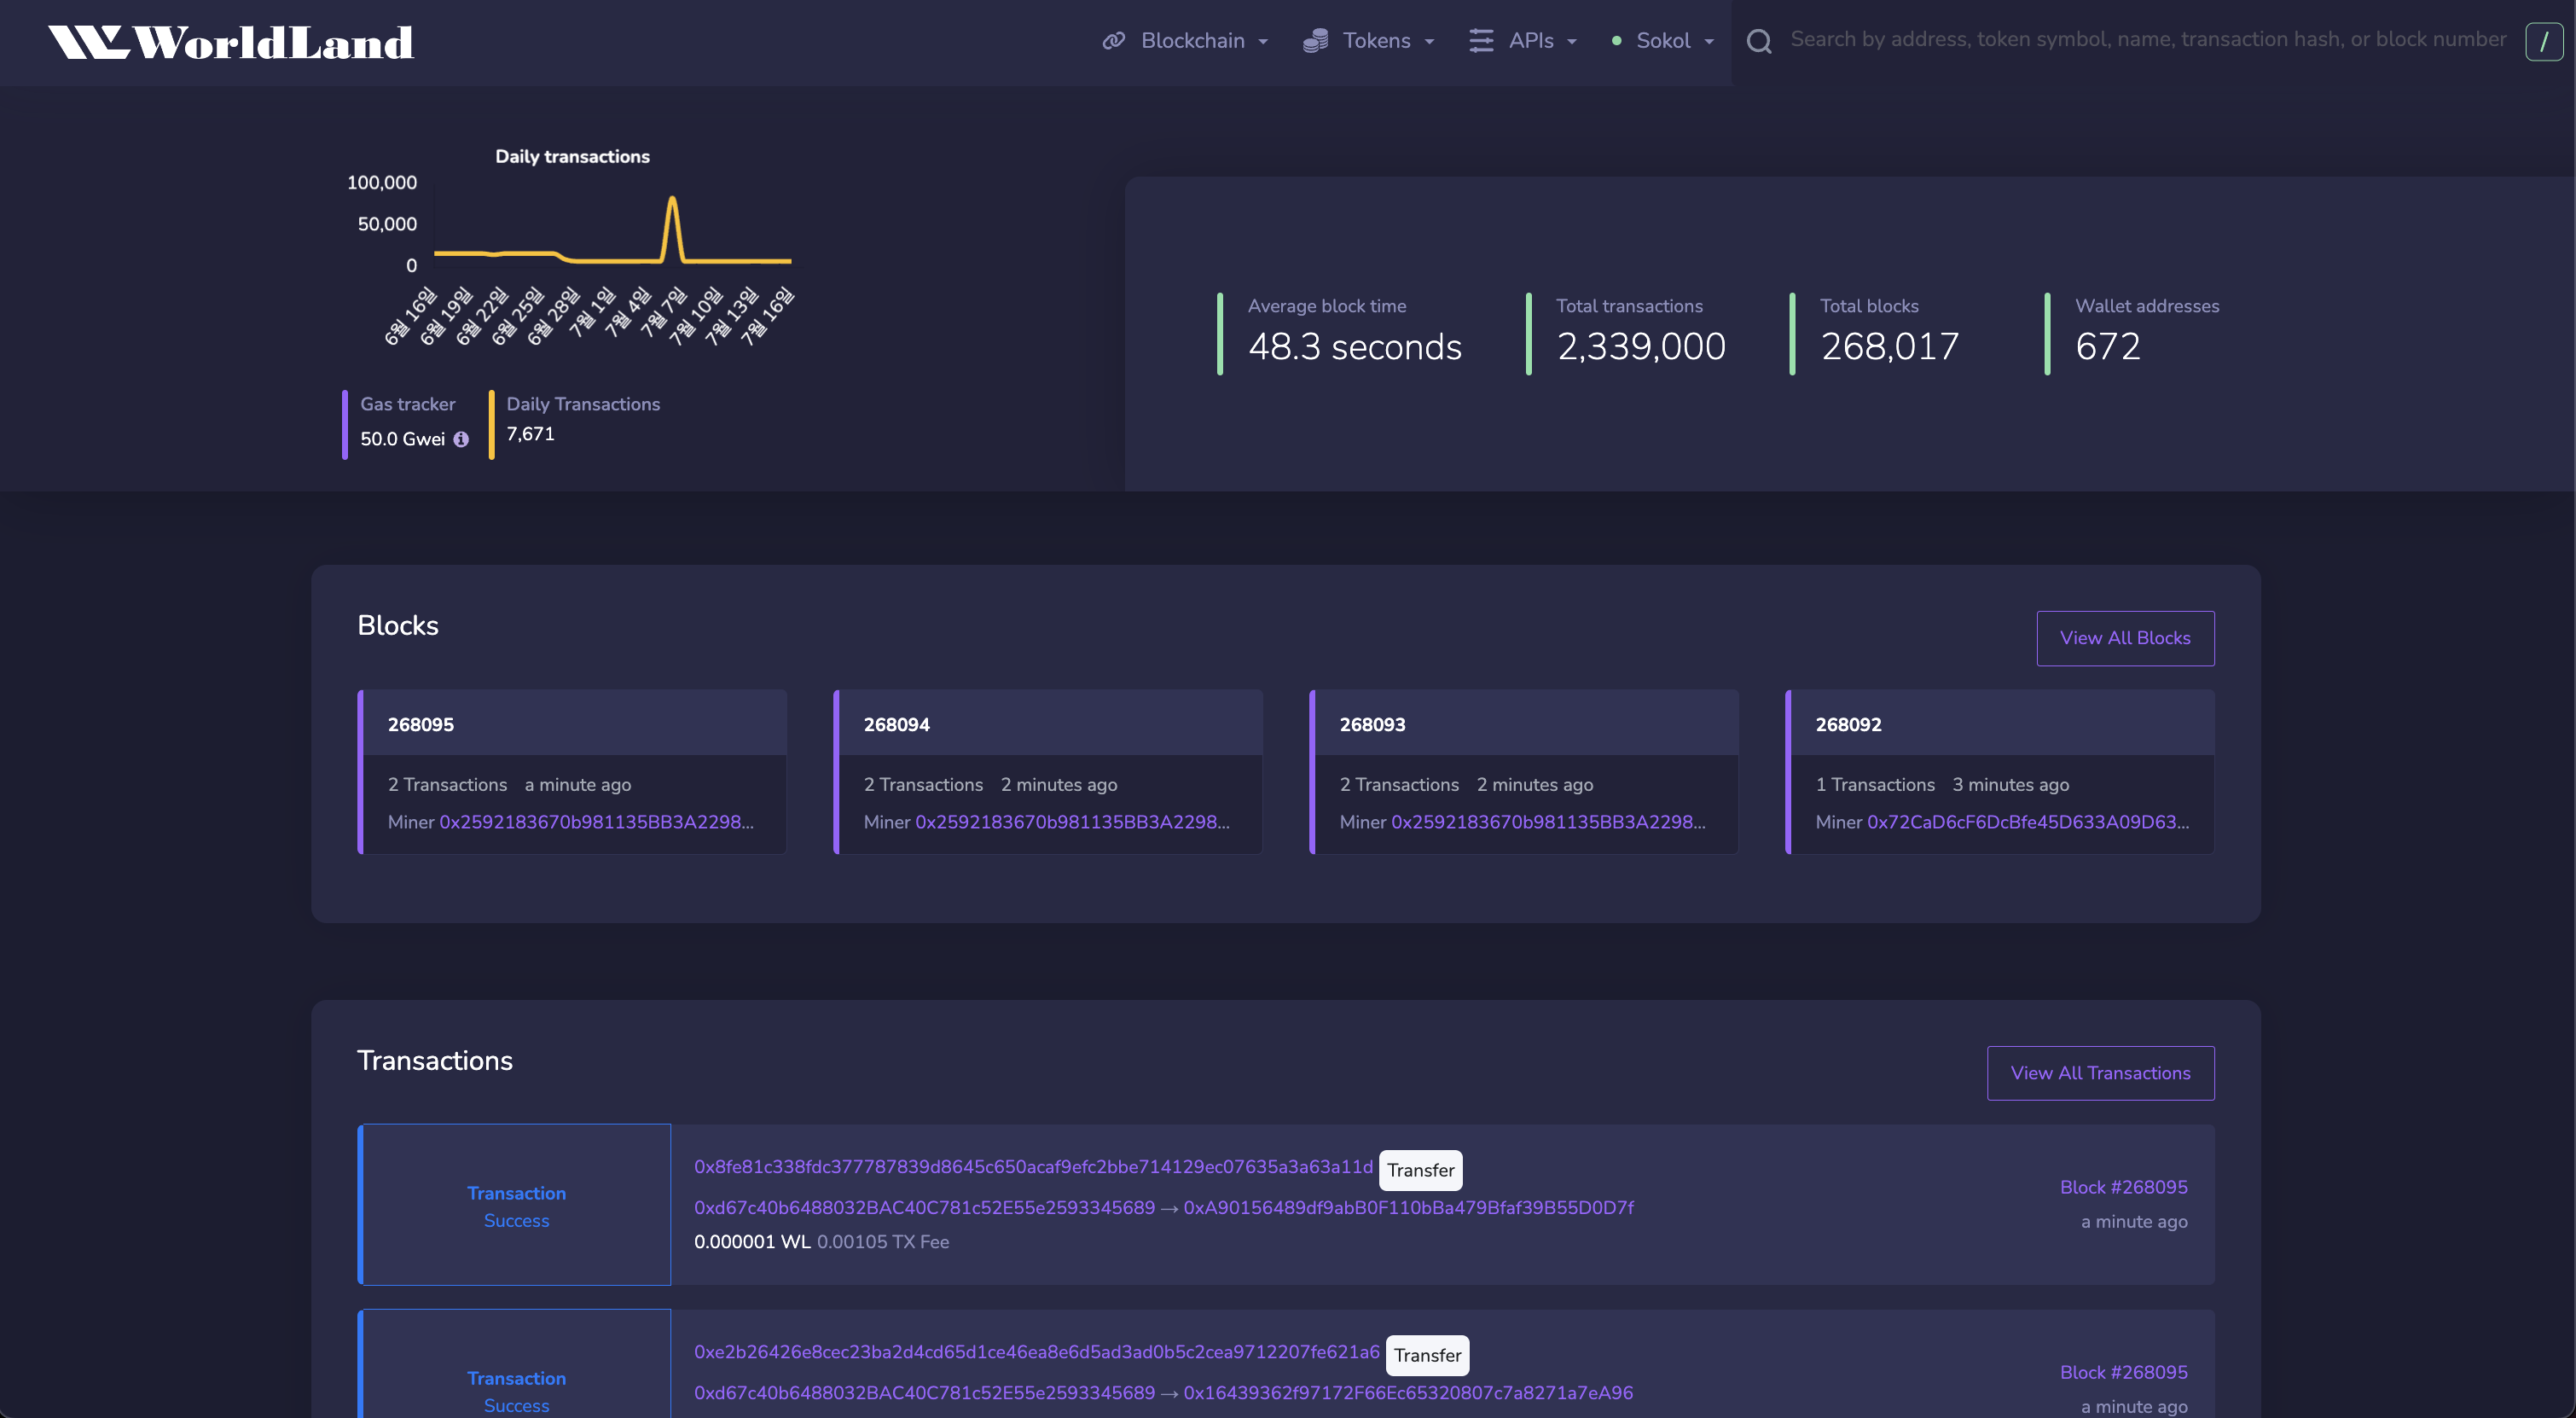 WorldLand
Blockchain
Tokens
APIs
Sokol
Search by address, token symbol, name, transaction hash, or block number
/
Daily transactions
100,000
50,000
0
6월 16일
6월 19일
6월 22일
6월 25일
6월 28일
7월 1일
7월 4일
7월 7일
7월 10일
7월 13일
7월 16일
Gas tracker
50.0 Gwei
Daily Transactions
7,671
Average block time
48.3 seconds
Total transactions
2,339,000
Total blocks
268,017
Wallet addresses
672
Blocks
View All Blocks
268095
2 Transactions a minute ago
Miner 0x2592183670b981135BB3A2298...
268094
2 Transactions 2 minutes ago
Miner 0x2592183670b981135BB3A2298...
268093
2 Transactions 2 minutes ago
Miner 0x2592183670b981135BB3A2298...
268092
1 Transactions 3 minutes ago
Miner 0x72CaD6cF6DcBfe45D633A09D63...
Transactions
View All Transactions
Transaction
Success
0x8fe81c338fdc377787839d8645c650acaf9efc2bbe714129ec07635a3a63a11d Transfer
0xd67c40b6488032BAC40C781c52E55e2593345689 → 0xA90156489df9abB0F110bBa479Bfaf39B55D0D7f
0.000001 WL 0.00105 TX Fee
Block #268095
a minute ago
Transaction
Success
0xe2b26426e8cec23ba2d4cd65d1ce46ea8e6d5ad3ad0b5c2cea9712207fe621a6 Transfer
0xd67c40b6488032BAC40C781c52E55e2593345689 → 0x16439362f97172F66Ec65320807c7a8271a7eA96
Block #268095
a minute ago